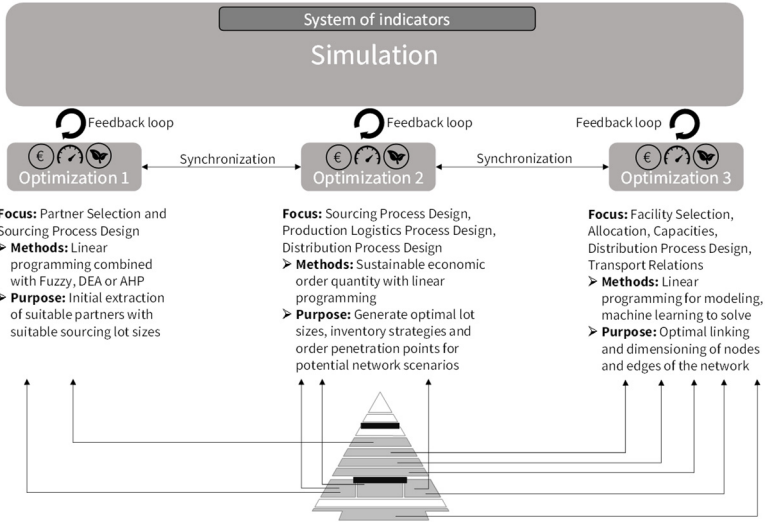 System of indicators
Simulation
Feedback loop
Feedback loop
Feedback loop
€
€
€
Optimization 1
Synchronization
Optimization 2
Synchronization
Optimization 3
Focus: Partner Selection and
Sourcing Process Design
➢ Methods: Linear
programming combined
with Fuzzy, DEA or AHP
➢ Purpose: Initial extraction
of suitable partners with
suitable sourcing lot sizes
Focus: Sourcing Process Design,
Production Logistics Process Design,
Distribution Process Design
➢ Methods: Sustainable economic
order quantity with linear
programming
➢ Purpose: Generate optimal lot
sizes, inventory strategies and
order penetration points for
potential network scenarios
Focus: Facility Selection,
Allocation, Capacities,
Distribution Process Design,
Transport Relations
➢ Methods: Linear
programming for modeling,
machine learning to solve
➢ Purpose: Optimal linking
and dimensioning of nodes
and edges of the network